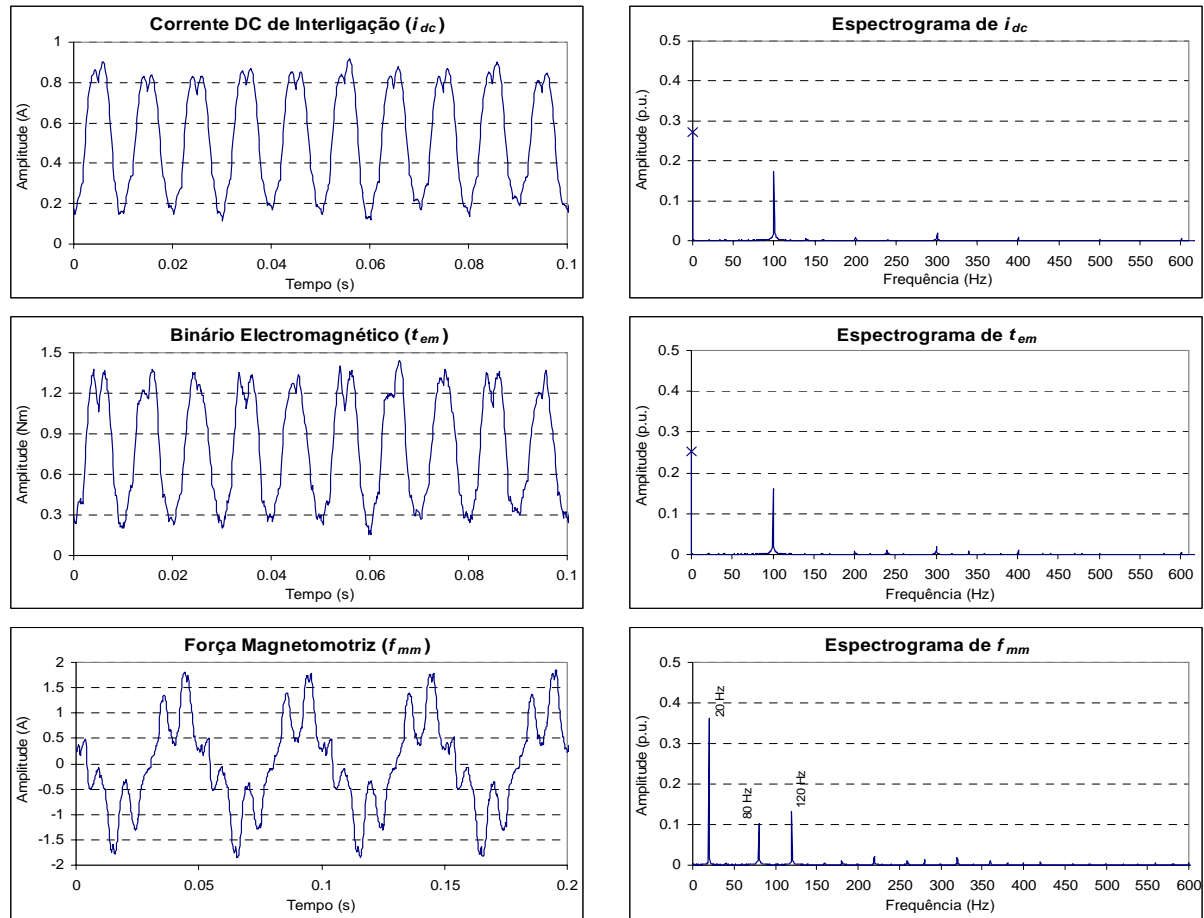 Corrente DC de Interligação (i dc)
Amplitude (A)
1
0.8
0.6
0.4
0.2
0
0 0.02 0.04 0.06 0.08 0.1
Tempo (s)
Espectrograma de i dc
Amplitude (p.u.)
0.5
0.4
0.3
0.2
0.1
0
0 50 100 150 200 250 300 350 400 450 500 550 600
Frequência (Hz)
Binário Electromagnético (t em)
Amplitude (Nm)
1.5
1.2
0.9
0.6
0.3
0
0 0.02 0.04 0.06 0.08 0.1
Tempo (s)
Espectrograma de t em
Amplitude (p.u.)
0.5
0.4
0.3
0.2
0.1
0
0 50 100 150 200 250 300 350 400 450 500 550 600
Frequência (Hz)
Força Magnetomotriz (f mm)
Amplitude (A)
2
1.5
1
0.5
0
-0.5
-1
-1.5
-2
0 0.05 0.1 0.15 0.2
Tempo (s)
Espectrograma de f mm
Amplitude (p.u.)
0.5
0.4
0.3
0.2
0.1
0
20 Hz
80 Hz
120 Hz
0 50 100 150 200 250 300 350 400 450 500 550 600
Frequência (Hz)